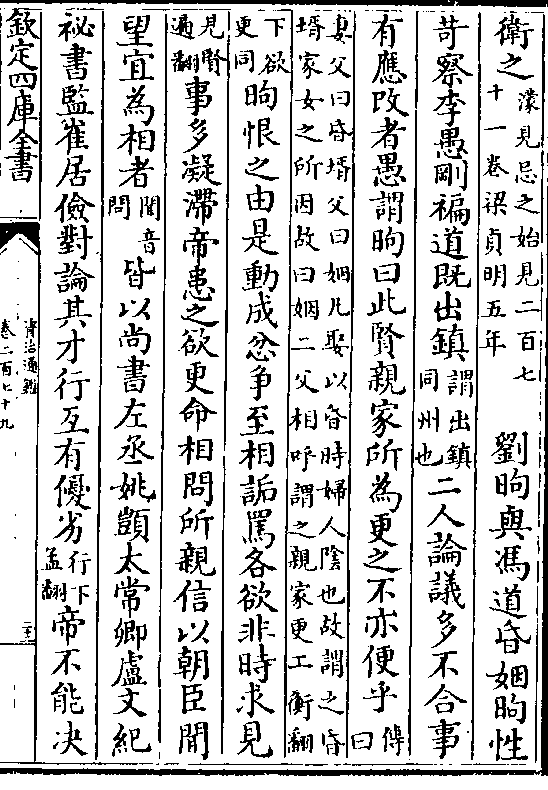 衛之濛見忌之始見二百七十一卷梁貞明五年 劉昫與馮道昏姻昫性
苛察李愚剛褊道既出鎮謂出鎮同州也二人論議多不合事
有應改者愚謂昫曰此賢親家所為更之不亦便乎傳曰
妻父曰昏壻父曰姻凡娶以昏時婦人陰也故謂之昏壻家女之所因故曰姻二父相呼謂之親家更工衡翻
下欲更同昫恨之由是動成忿争至相詬罵各欲非時求見
見賢遍翻事多凝滯帝患之欲更命相問所親信以朝臣聞
望宜為相者聞音問皆以尚書左丞姚顗太常卿盧文紀
祕書監崔居儉對論其才行互有優劣行下孟翻帝不能决
欽定四庫全書
資治通鑑
卷二百七十九